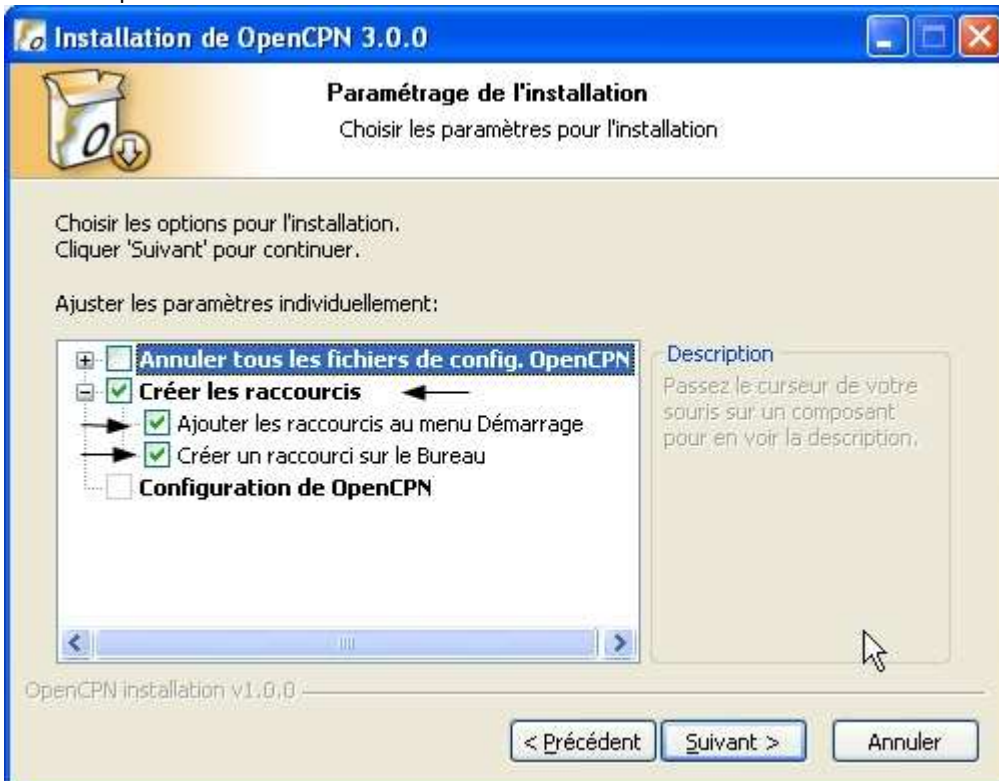 Installation de OpenCPN 3.0.0
Paramétrage de l'installation
Choisir les paramètres pour l'installation
Choisir les options pour l'installation.
Cliquer 'Suivant' pour continuer.
Ajuster les paramètres individuellement:
Annuler tous les fichiers de config. OpenCPN
Créer les raccourcis
Ajouter les raccourcis au menu Démarrage
Créer un raccourci sur le Bureau
Configuration de OpenCPN
Description
Passez le curseur de votre
souris sur un composant
pour en voir la description.
OpenCPN installation v1.0.0
< Précédent
Suivant >
Annuler